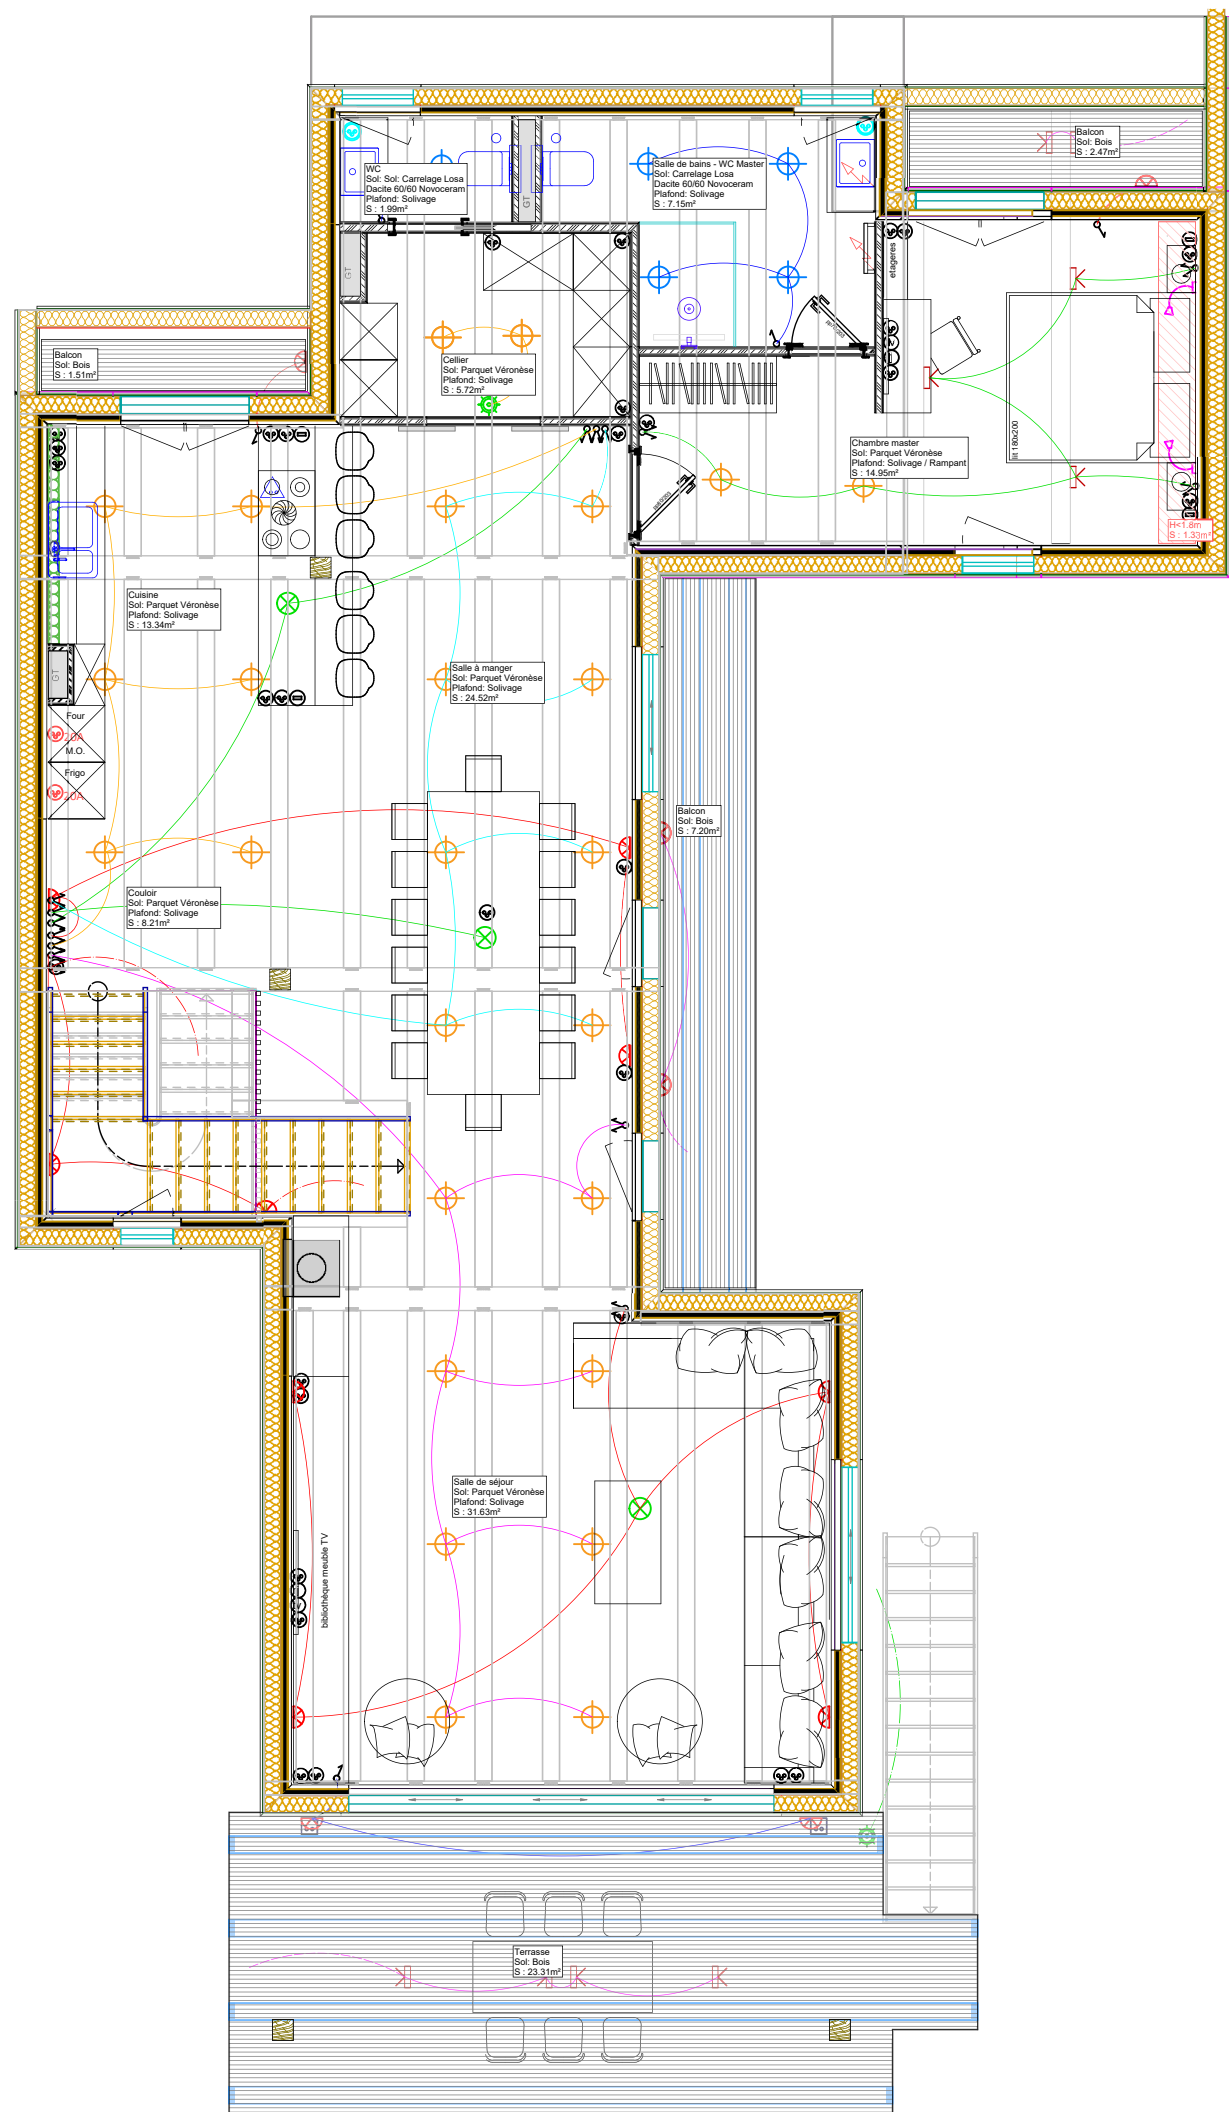 Balcon
Sol: Bois
S : 2.47m²
WC
Sol: Sol: Carrelage Losa
Dacite 60/60 Novoceram
Plafond: Solivage
S : 1.99m²
Salle de bains - WC Master
Sol: Carrelage Losa
Dacite 60/60 Novoceram
Plafond: Solivage
S : 7.15m²
GT
GT
etageres
Balcon
Sol: Bois
S : 1.51m²
Cellier
Sol: Parquet Véronèse
Plafond: Solivage
S : 5.72m²
Chambre master
Sol: Parquet Véronèse
Plafond: Solivage / Rampant
S : 14.95m²
lit 180x200
H<1.8m
S : 1.33m²
Cuisine
Sol: Parquet Véronèse
Plafond: Solivage
S : 13.34m²
Salle à manger
Sol: Parquet Véronèse
Plafond: Solivage
S : 24.52m²
GT
Four
20A
M.O.
Frigo
20A
Balcon
Sol: Bois
S : 7.20m²
Couloir
Sol: Parquet Véronèse
Plafond: Solivage
S : 8.21m²
Salle de séjour
Sol: Parquet Véronèse
Plafond: Solivage
S : 31.63m²
bibliothèque meuble TV
Terrasse
Sol: Bois
S : 23.31m²